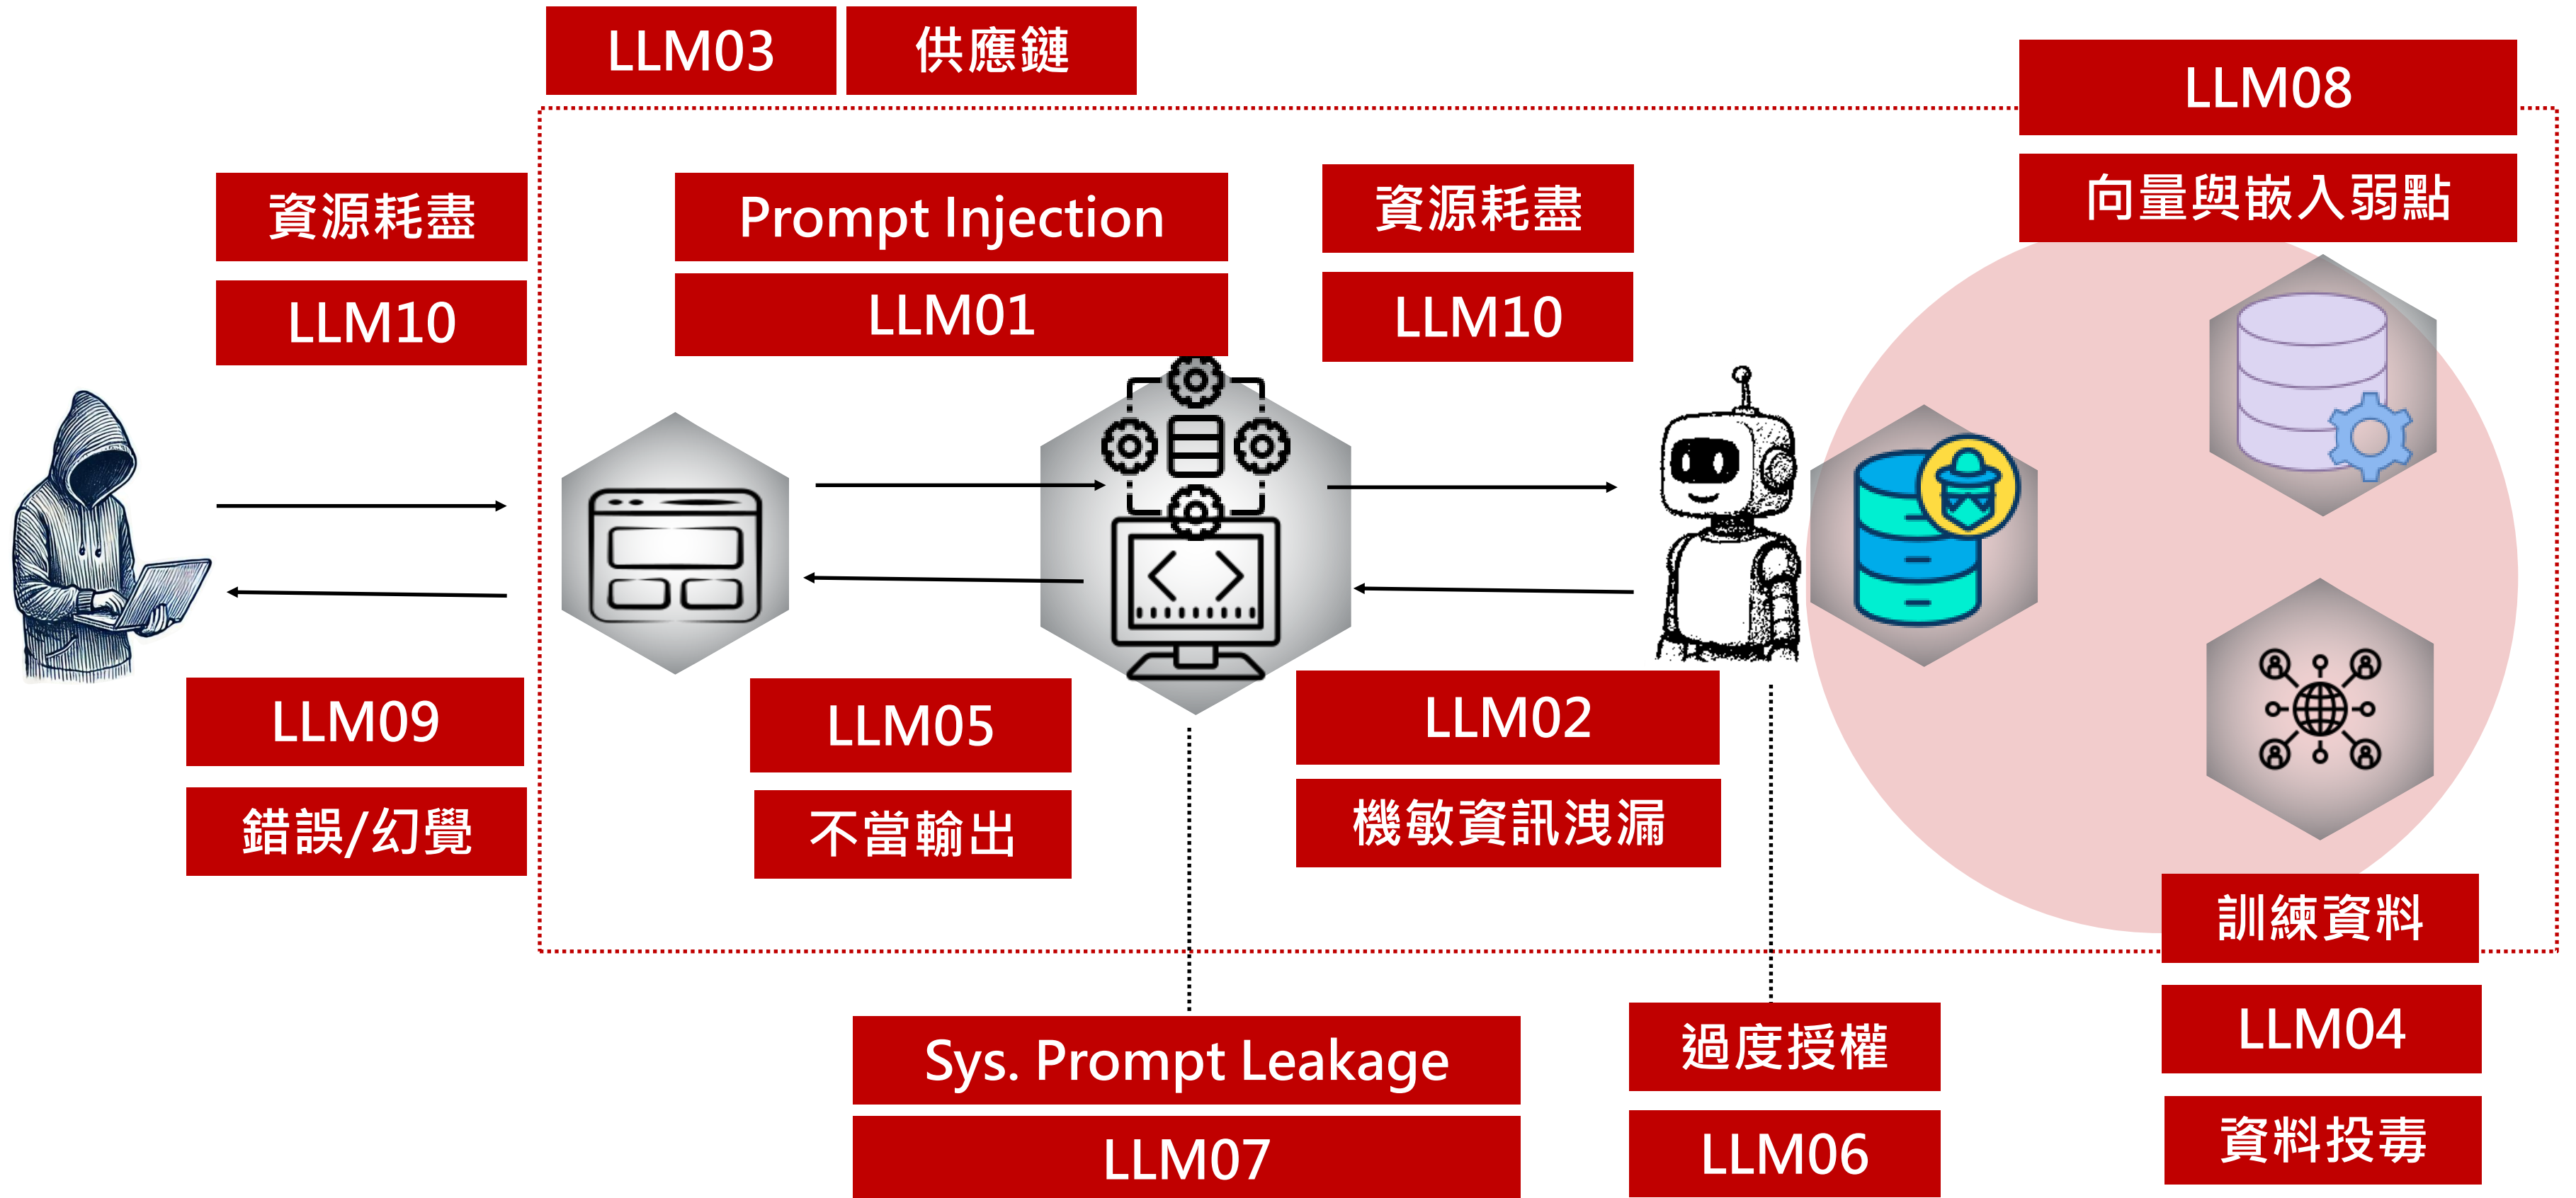 LLM03
供應鏈
LLM08
向量與嵌入弱點
資源耗盡
LLM10
Prompt Injection
LLM01
資源耗盡
LLM10
LLM09
錯誤/幻覺
LLM05
不當輸出
LLM02
機敏資訊洩漏
訓練資料
LLM04
資料投毒
Sys. Prompt Leakage
LLM07
過度授權
LLM06